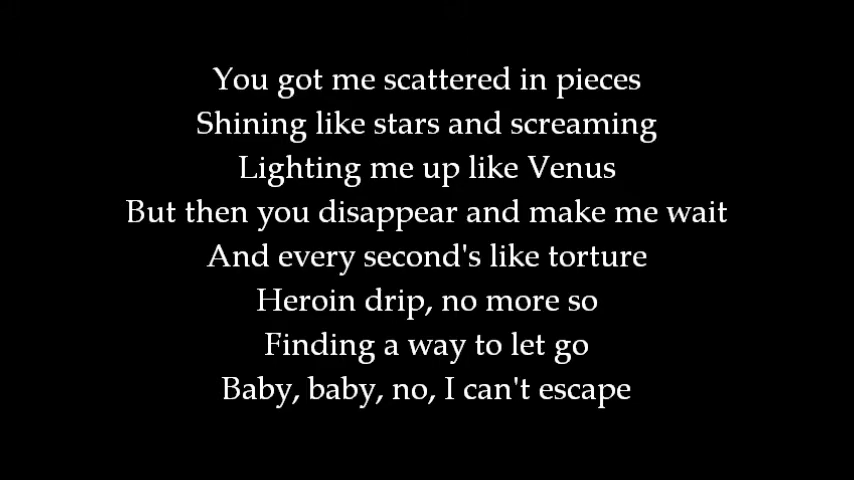 You got me scattered in pieces
Shining like stars and screaming
Lighting me up like Venus
But then you disappear and make me wait
And every second's like torture
Heroin drip, no more so
Finding a way to let go
Baby, baby, no, I can't escape